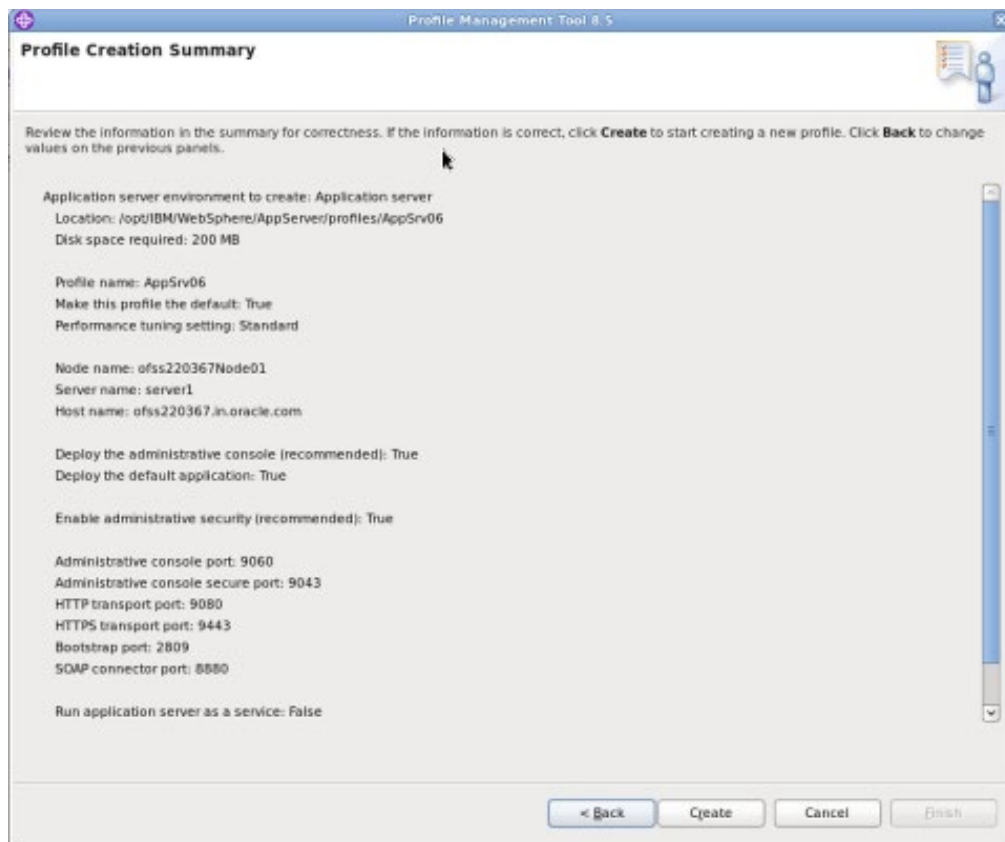 Profile Management Tool 8.5
Profile Creation Summary
Review the information in the summary for correctness. If the information is correct, click Create to start creating a new profile. Click Back to change
values on the previous panels.
Application server environment to create: Application server
Location: /opt/IBM/WebSphere/AppServer/profiles/AppSrv06
Disk space required: 200 MB
Profile name: AppSrv06
Make this profile the default: True
Performance tuning setting: Standard
Node name: ofss220367Node01
Server name: server1
Host name: ofss220367.in.oracle.com
Deploy the administrative console (recommended): True
Deploy the default application: True
Enable administrative security (recommended): True
Administrative console port: 9060
Administrative console secure port: 9043
HTTP transport port: 9080
HTTPS transport port: 9443
Bootstrap port: 2809
SOAP connector port: 8880
Run application server as a service: False
< Back Create Cancel Finish